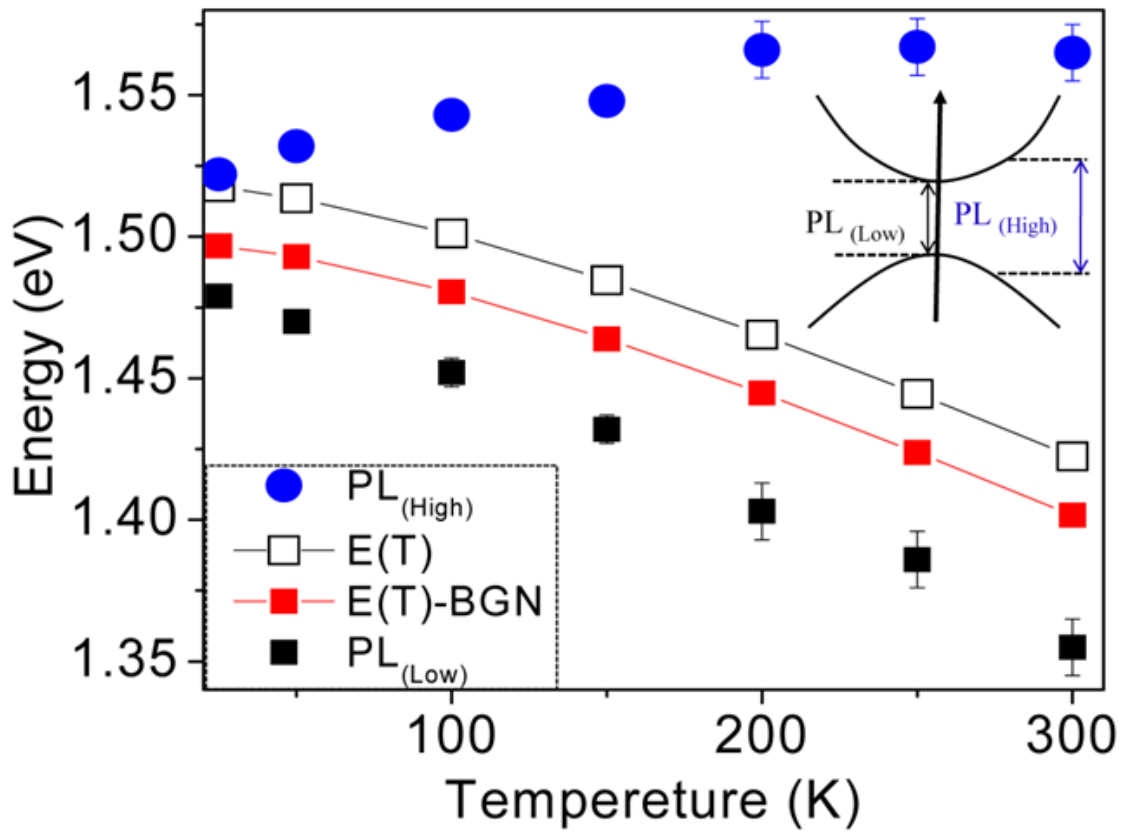 Energy (eV)
1.55
1.50
1.45
1.40
1.35
PL (Low)
PL (High)
PL(High)
E(T)
E(T)-BGN
PL(Low)
100
200
300
Tempereture (K)